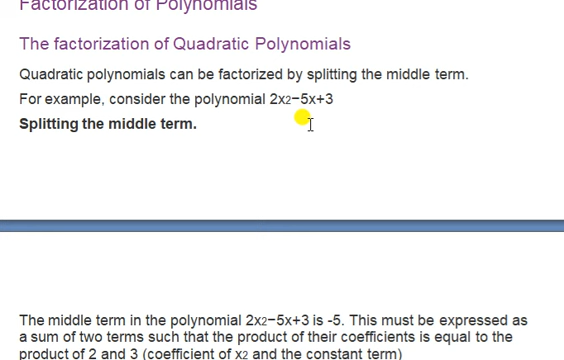 Factorization of Polynomials
The factorization of Quadratic Polynomials
Quadratic polynomials can be factorized by splitting the middle term.
For example, consider the polynomial 2x2−5x+3
Splitting the middle term.
The middle term in the polynomial 2x2−5x+3 is -5. This must be expressed as
a sum of two terms such that the product of their coefficients is equal to the
product of 2 and 3 (coefficient of x2 and the constant term)